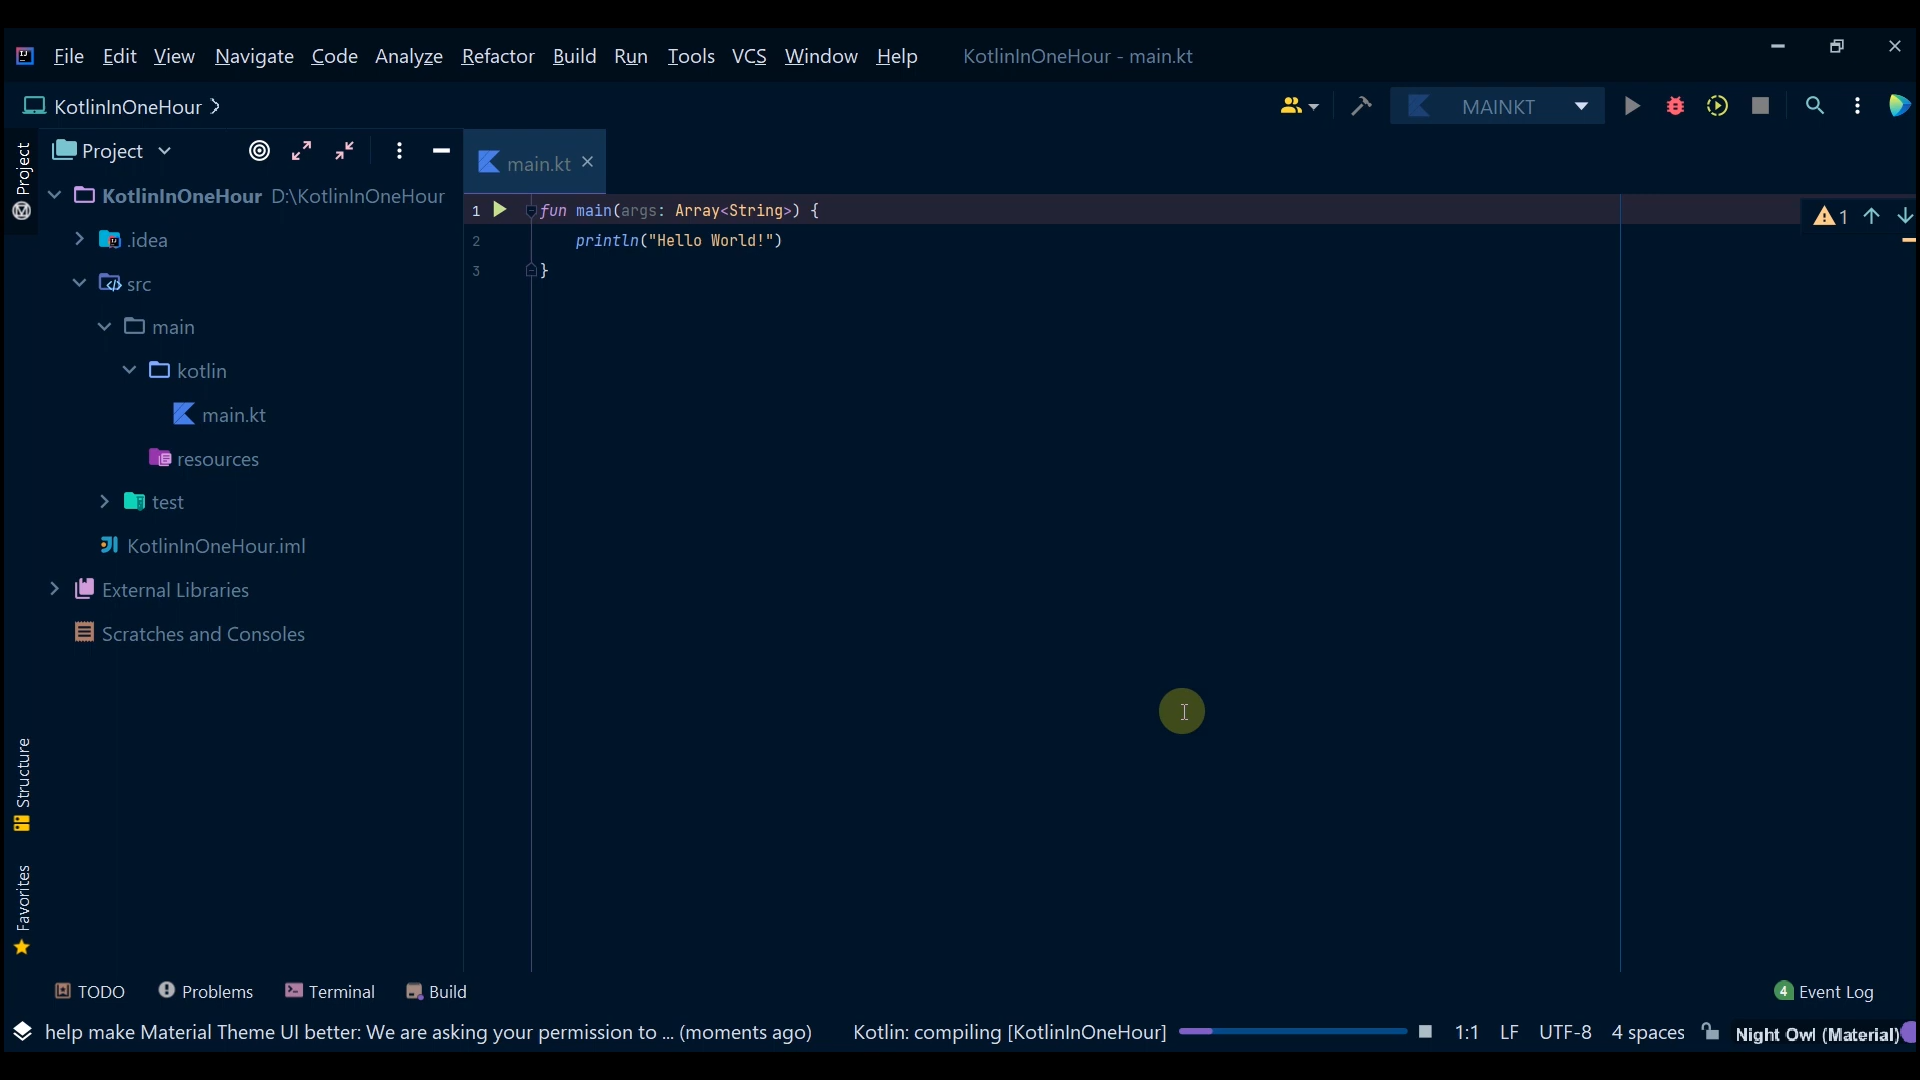 File Edit View Navigate Code Analyze Refactor Build Run Tools VCS Window Help KotlinInOneHour - main.kt
KotlinInOneHour
MAINKT
Project
Project
main.kt
KotlinInOneHour D:\KotlinInOneHour
.idea
src
main
kotlin
main.kt
resources
test
KotlinInOneHour.iml
External Libraries
Scratches and Consoles
1 fun main(args: Array<String>) {
2 println("Hello World!")
3 }
1
Structure
Favorites
TODO Problems Terminal Build
4 Event Log
help make Material Theme UI better: We are asking your permission to ... (moments ago) Kotlin: compiling [KotlinInOneHour] 1:1 LF UTF-8 4 spaces Night Owl (Material)